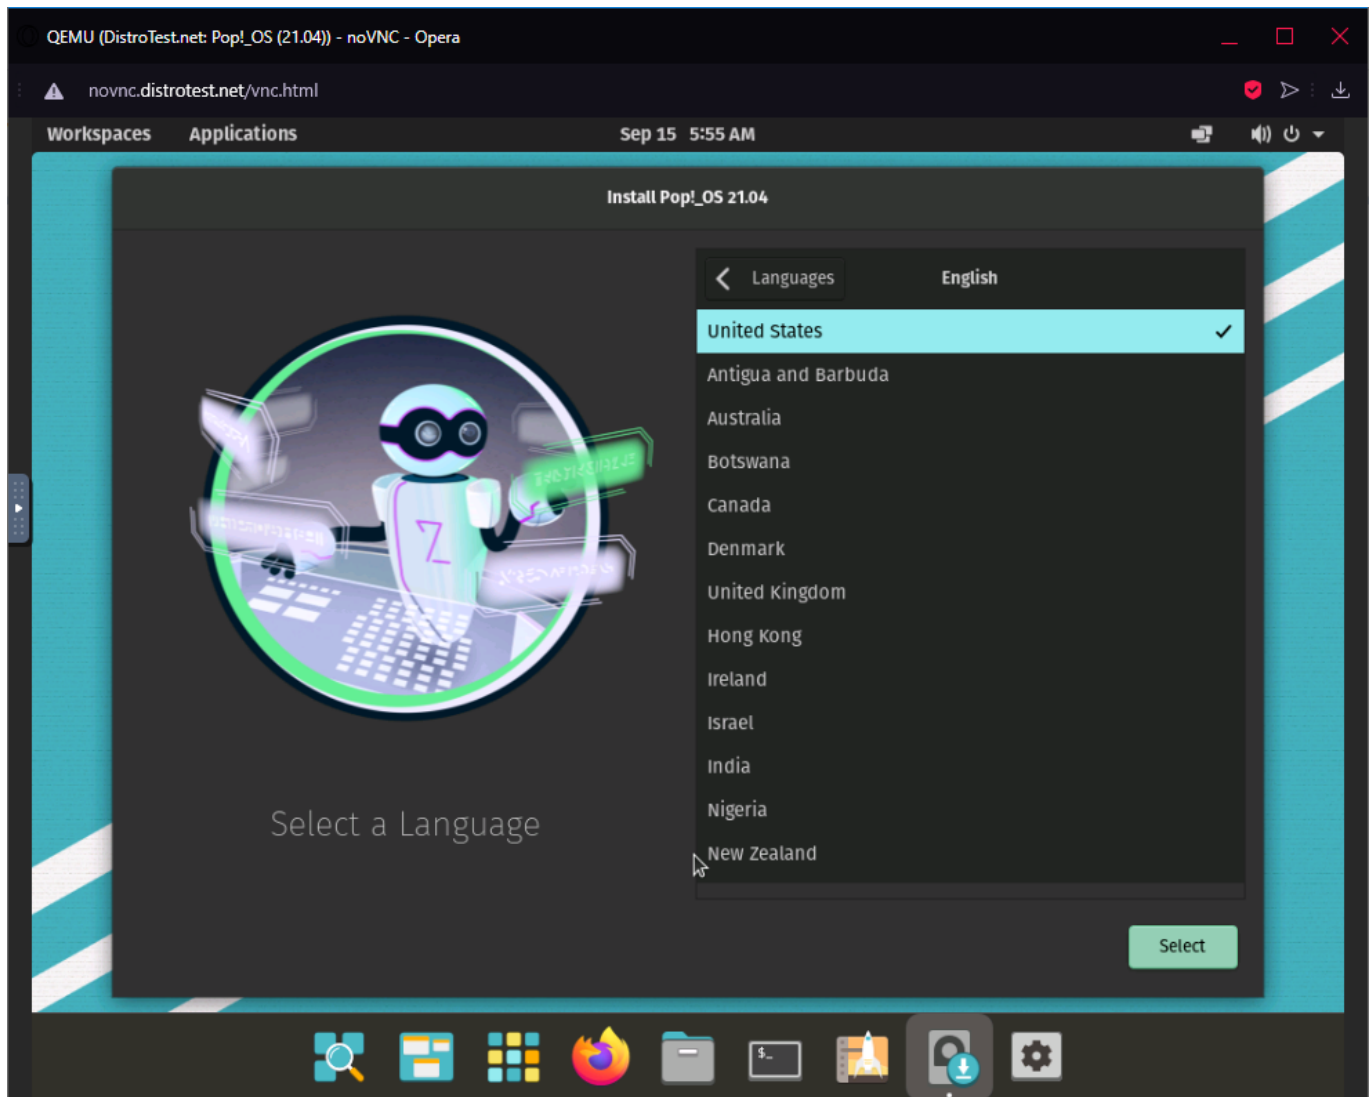 QEMU (DistroTest.net: Pop!_OS (21.04)) - noVNC - Opera
novnc.distrotest.net/vnc.html
Workspaces Applications Sep 15 5:55 AM
Install Pop!_OS 21.04
Languages English
United States
Antigua and Barbuda
Australia
Botswana
Canada
Denmark
United Kingdom
Hong Kong
Ireland
Israel
India
Nigeria
New Zealand
Select a Language
Select
$_